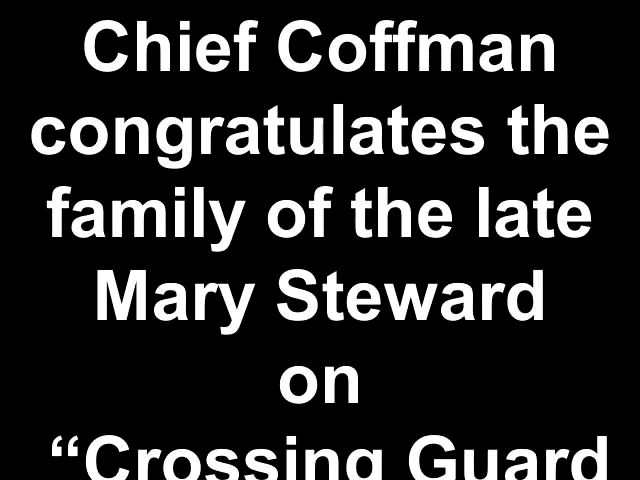 Chief Coffman
congratulates the
family of the late
Mary Steward
on
“Crossing Guard